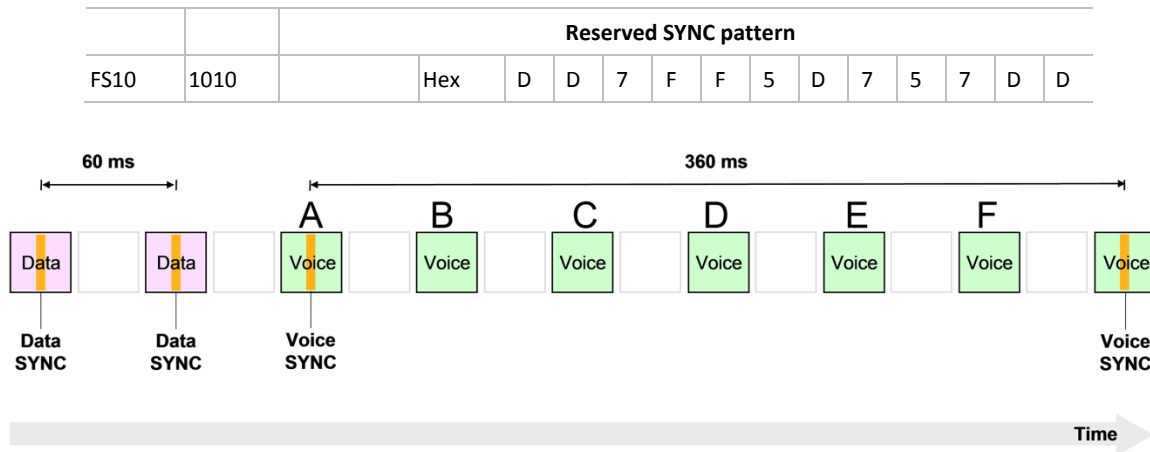 Reserved SYNC pattern
FS10 1010 Hex D D 7 F F 5 D 7 5 7 D D
60 ms 360 ms
A B C D E F
Data Data Voice Voice Voice Voice Voice Voice Voice
Data Data Voice Voice
SYNC SYNC SYNC SYNC
Time